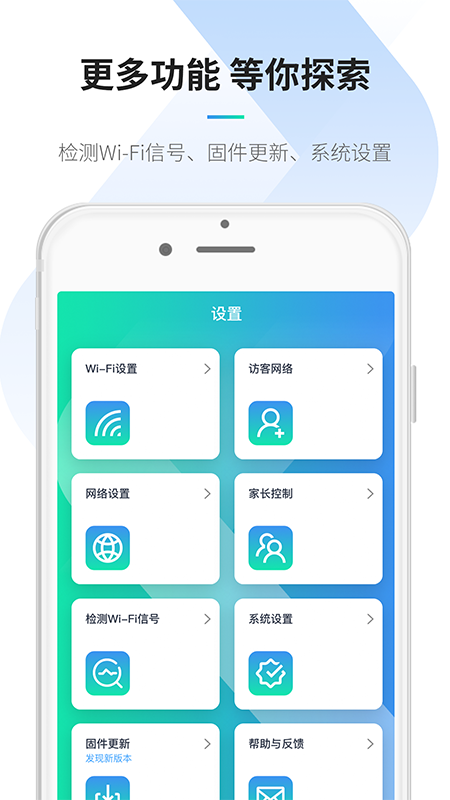 更多功能 等你探索
检测Wi-Fi信号、固件更新、系统设置
设置
Wi-Fi设置
访客网络
网络设置
家长控制
检测Wi-Fi信号
系统设置
固件更新
发现新版本
帮助与反馈